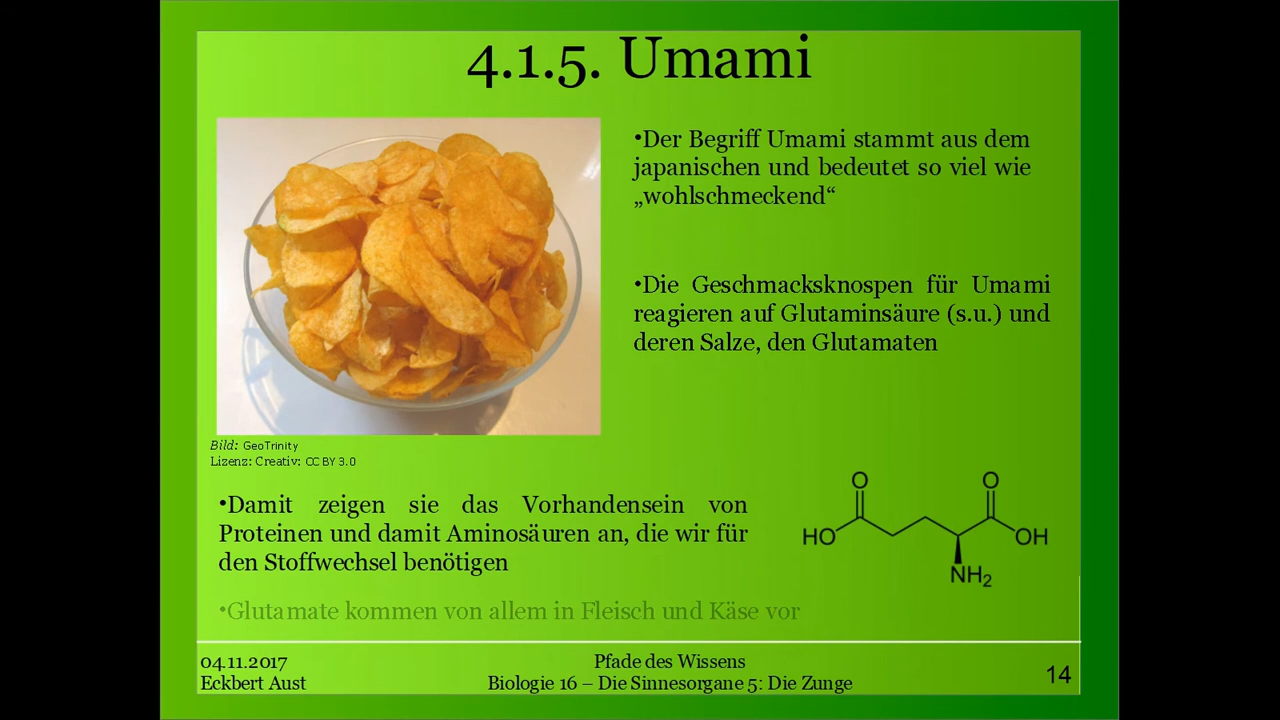 4.1.5. Umami
•Der Begriff Umami stammt aus dem
japanischen und bedeutet so viel wie
„wohlschmeckend“
•Die Geschmacksknospen für Umami
reagieren auf Glutaminsäure (s.u.) und
deren Salze, den Glutamaten
Bild: GeoTrinity
Lizenz: Creativ: CC BY 3.0
•Damit zeigen sie das Vorhandensein von
Proteinen und damit Aminosäuren an, die wir für
den Stoffwechsel benötigen
O O
HO OH
NH₂
•Glutamate kommen von allem in Fleisch und Käse vor
04.11.2017
Eckbert Aust
Pfade des Wissens
Biologie 16 – Die Sinnesorgane 5: Die Zunge
14